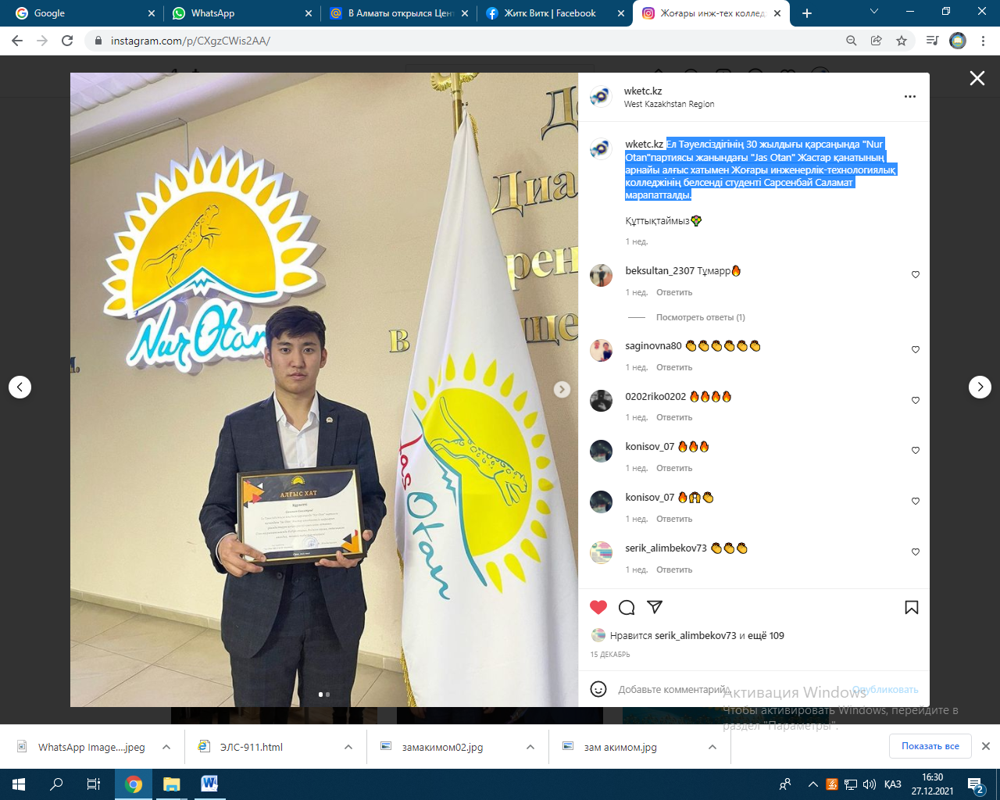 Google
WhatsApp
В Алматы открылся Цент
Житк Витк | Facebook
Жоғары инж-тех коллед
instagram.com/p/CXgzCWis2AA/
Nur Otan
Диа
рен
В
Jas Otan
АЛҒЫС ХАТ
wketc.kz
West Kazakhstan Region
wketc.kz Ел Тәуелсіздігінің 30 жылдығы қарсаңында "Nur
Otan"партиясы жанындағы "Jas Otan" Жастар қанатының
арнайы алғыс хатымен Жоғары инженерлік-технологиялық
колледжінің белсенді студенті Сарсенбай Саламат
марапатталды.
Құттықтаймыз
1 нед.
beksultan_2307 Тұмарр
1 нед. Ответить
Посмотреть ответы (1)
saginovna80
1 нед. Ответить
0202riko0202
1 нед. Ответить
konisov_07
1 нед. Ответить
konisov_07
1 нед. Ответить
serik_alimbekov73
1 нед. Ответить
Нравится serik_alimbekov73 и ещё 109
15 ДЕКАБРЬ
Добавьте комментарий...
Опубликовать
Активация Windows
Чтобы активировать Windows, перейдите в
раздел "Параметры".
WhatsApp Image....jpeg
ЭЛС-911.html
замакимом02.jpg
зам акимом.jpg
Показать все
ҚАЗ
16:30
27.12.2021
2